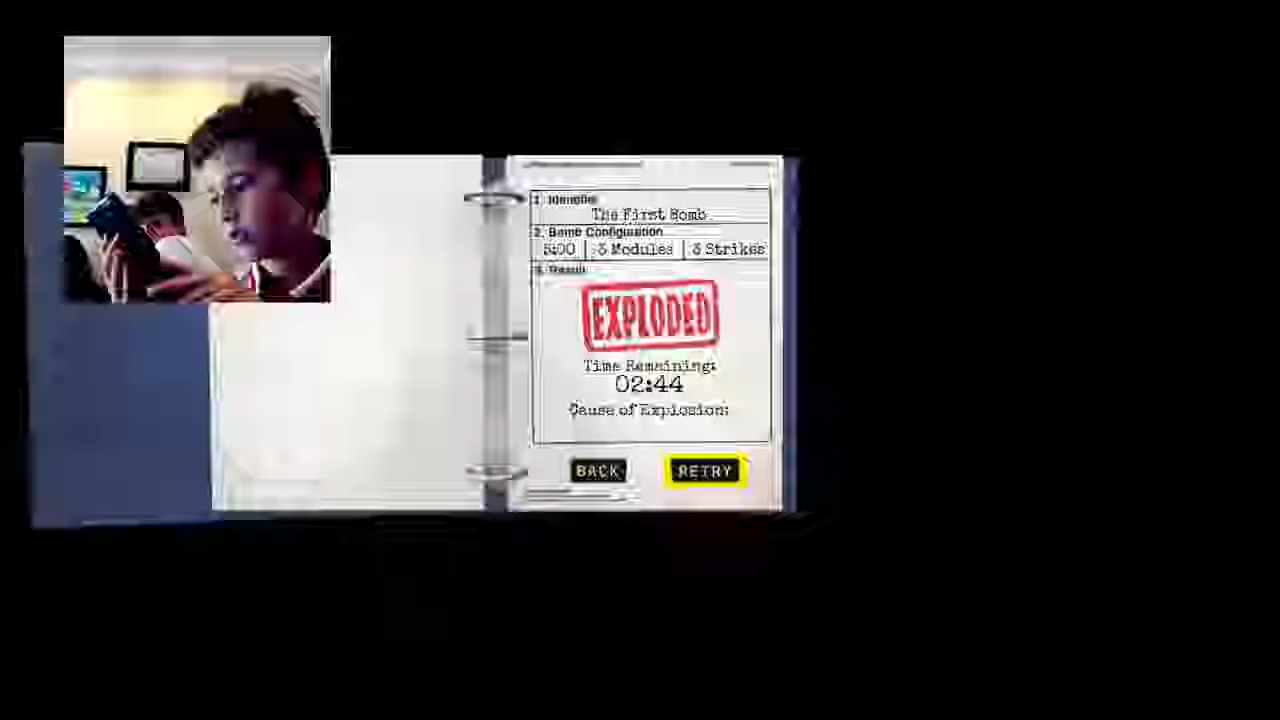 1. Identifier
The First Bomb
2. Bomb Configuration
5:00 3 Modules 3 Strikes
3. Result
EXPLODED
Time Remaining:
02:44
Cause of Explosion:
BACK RETRY